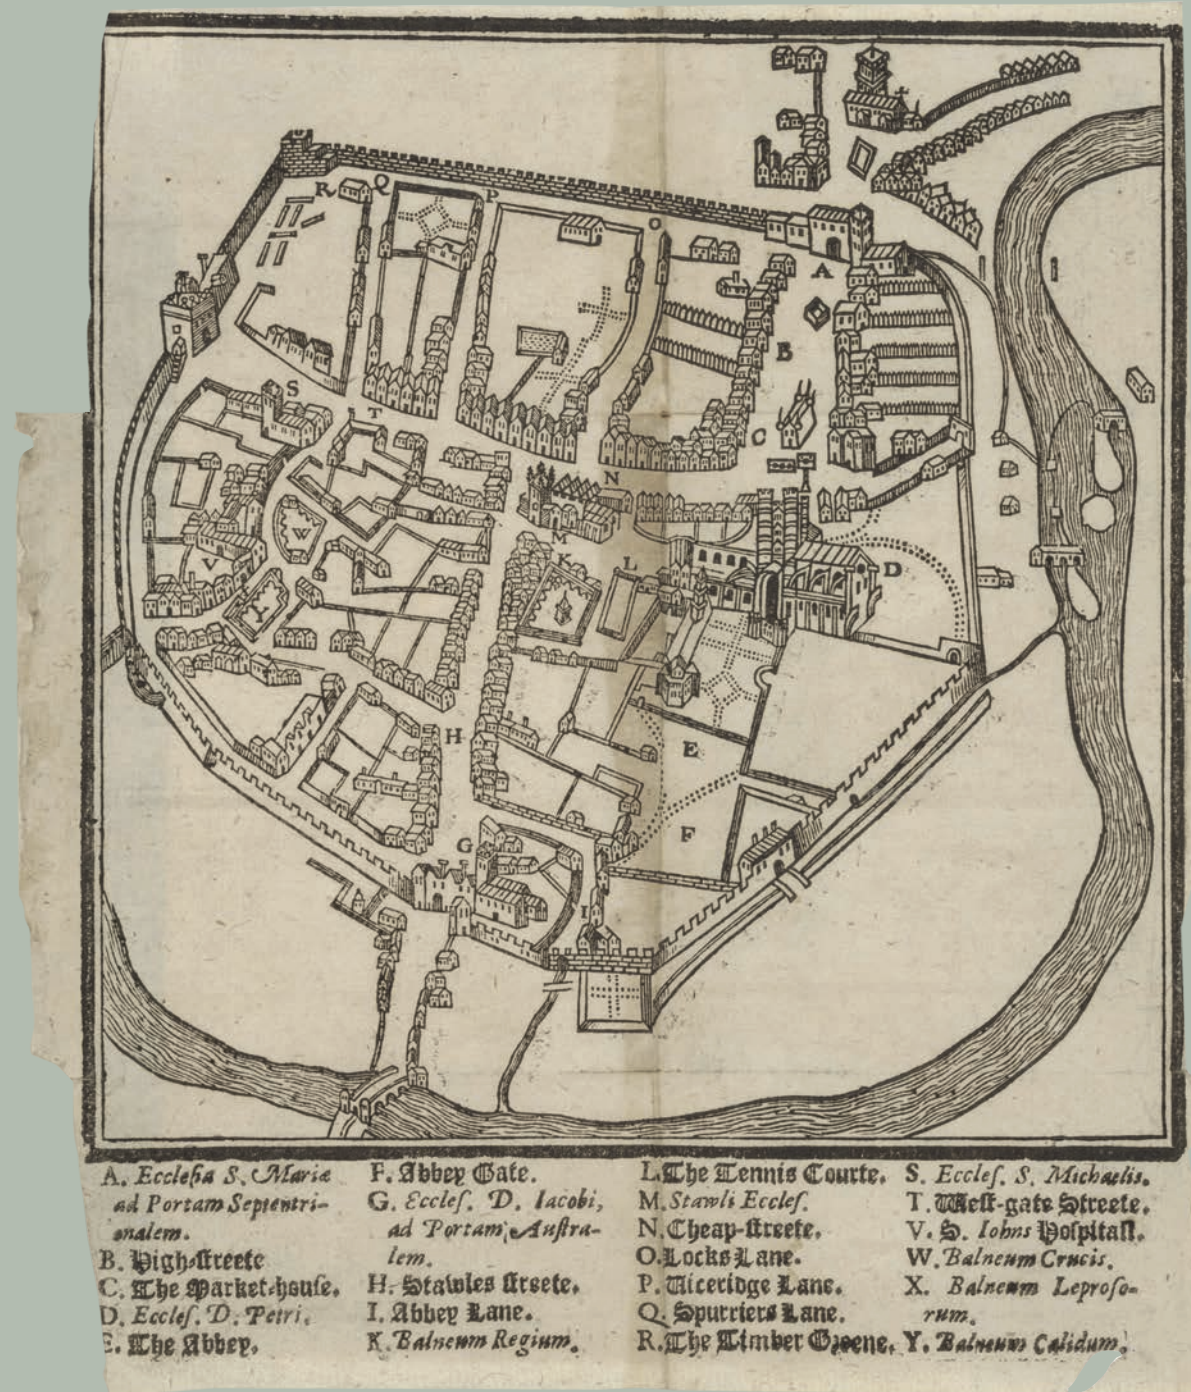 R
Q
P
O
A
B
S
T
C
N
W
M
K
L
V
D
Y
H
E
F
G
I
A. Ecclesia S. Mariæ
ad Portam Septentri-
onalem.
B. High-streete
C. The Market-house.
D. Eccles. D. Petri.
E. The Abbey.
F. Abbey Gate.
G. Eccles. D. Iacobi,
ad Portam Austra-
lem.
H. Stawles streete.
I. Abbey Lane.
K. Balneum Regium.
L. The Tennis Courte.
M. Stawli Eccles.
N. Cheap-streete.
O. Locks Lane.
P. Viceridge Lane.
Q. Spurriers Lane.
R. The Timber Greene.
S. Eccles. S. Michaelis.
T. West-gate Streete.
V. S. Iohns Hospitall.
W. Balneum Crucis.
X. Balneum Leproso-
rum.
Y. Balneum Calidum.